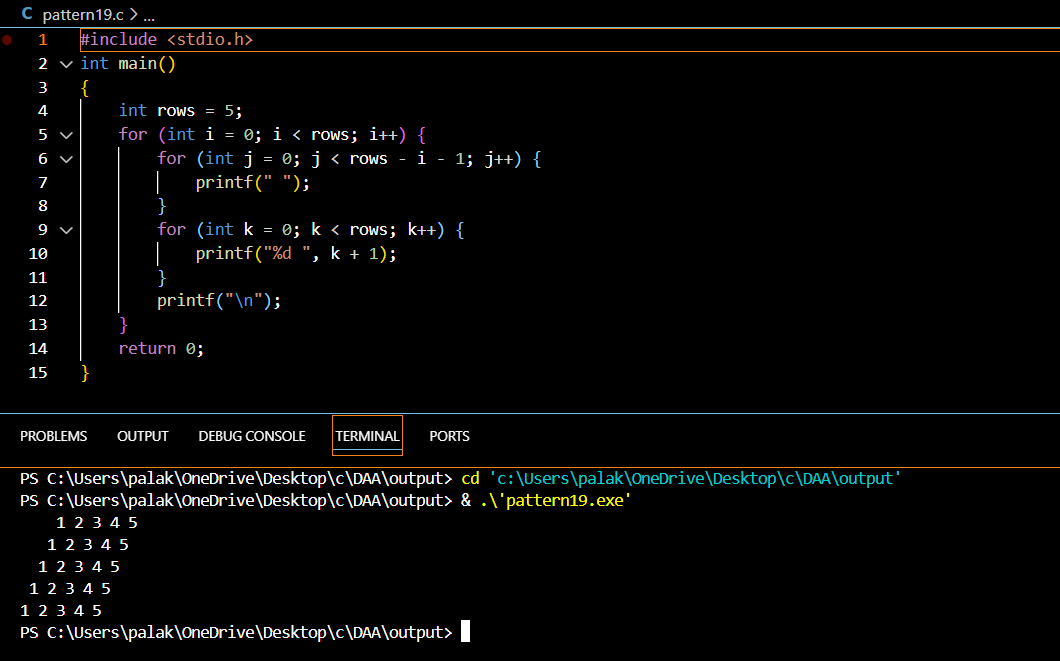 C pattern19.c > ...
1 #include <stdio.h>
2 int main()
3 {
4     int rows = 5;
5     for (int i = 0; i < rows; i++) {
6         for (int j = 0; j < rows - i - 1; j++) {
7             printf(" ");
8         }
9         for (int k = 0; k < rows; k++) {
10             printf("%d ", k + 1);
11         }
12         printf("\n");
13     }
14     return 0;
15 }
PROBLEMS OUTPUT DEBUG CONSOLE TERMINAL PORTS
PS C:\Users\palak\OneDrive\Desktop\c\DAA\output> cd 'c:\Users\palak\OneDrive\Desktop\c\DAA\output'
PS C:\Users\palak\OneDrive\Desktop\c\DAA\output> & .\'pattern19.exe'
    1 2 3 4 5
   1 2 3 4 5
  1 2 3 4 5
 1 2 3 4 5
1 2 3 4 5
PS C:\Users\palak\OneDrive\Desktop\c\DAA\output>